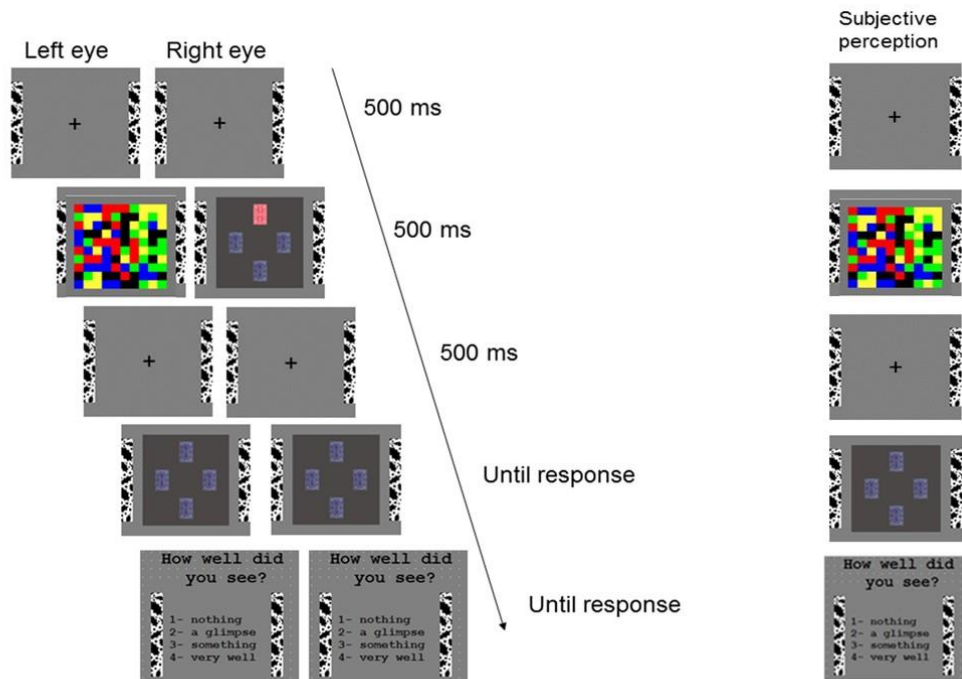 Left eye
Right eye
Subjective
perception
500 ms
500 ms
500 ms
Until response
How well did
you see?
1- nothing
2- a glimpse
3- something
4- very well
How well did
you see?
1- nothing
2- a glimpse
3- something
4- very well
Until response
How well did
you see?
1- nothing
2- a glimpse
3- something
4- very well